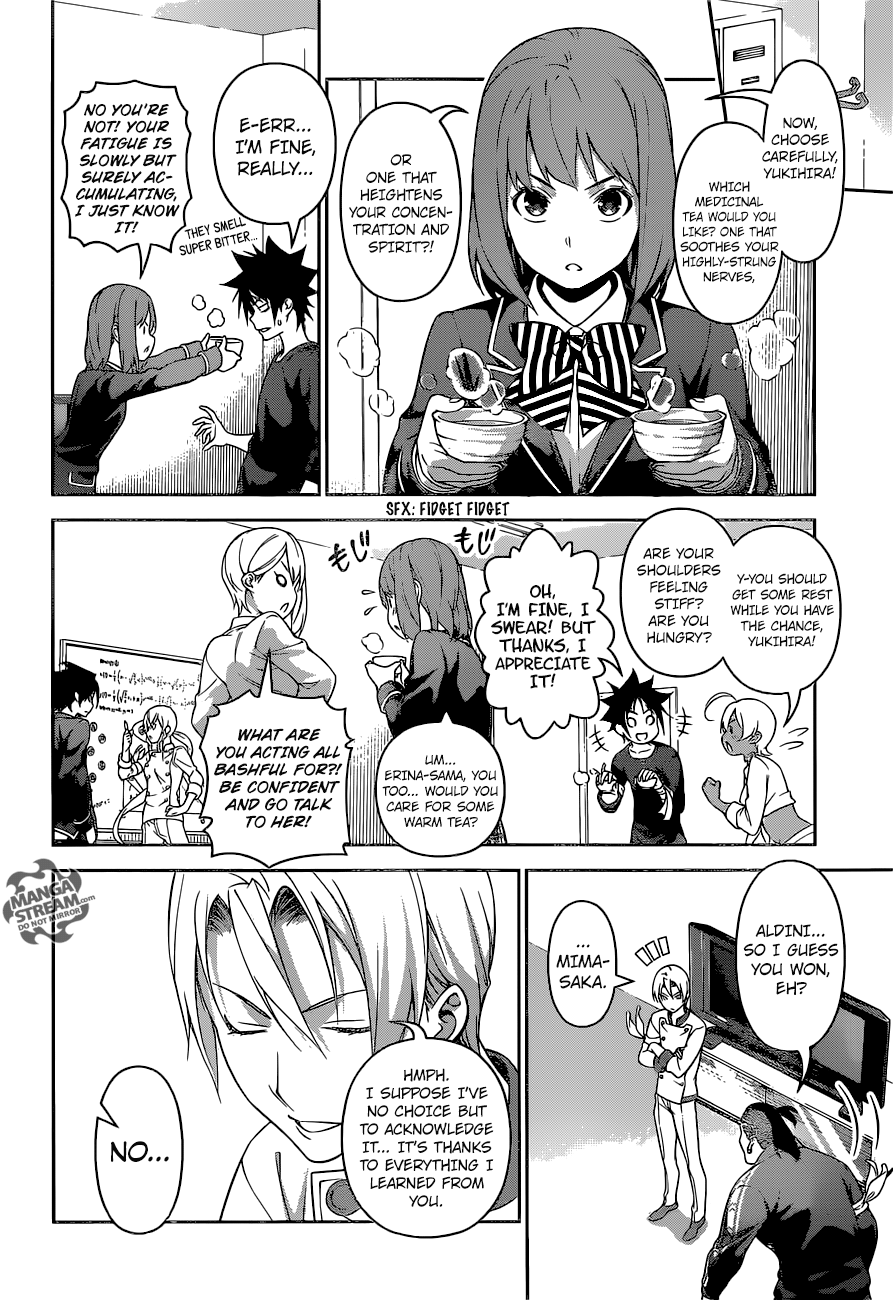 NOW,
CHOOSE
CAREFULLY,
YUKIHIRA!
WHICH
MEDICINAL
TEA WOULD YOU
LIKE? ONE THAT
SOOTHES YOUR
HIGHLY-STRUNG
NERVES,
OR
ONE THAT
HEIGHTENS
YOUR CONCEN-
TRATION AND
SPIRIT?!
E-ERR...
I'M FINE,
REALLY...
THEY SMELL
SUPER BITTER...
NO YOU'RE
NOT! YOUR
FATIGUE IS
SLOWLY BUT
SURELY AC-
CUMULATING,
I JUST KNOW
IT!
SFX: FIDGET FIDGET
Y-YOU SHOULD
GET SOME REST
WHILE YOU HAVE
THE CHANCE,
YUKIHIRA!
ARE YOUR
SHOULDERS
FEELING
STIFF?
ARE YOU
HUNGRY?
OH,
I'M FINE, I
SWEAR! BUT
THANKS, I
APPRECIATE
IT!
もじ
もじ
UM...
ERINA-SAMA, YOU
TOO... WOULD YOU
CARE FOR SOME
WARM TEA?
WHAT ARE
YOU ACTING ALL
BASHFUL FOR?!
BE CONFIDENT
AND GO TALK
TO HER!
ALDINI...
SO I GUESS
YOU WON,
EH?
...
MIMA-
SAKA.
HMPH.
I SUPPOSE I'VE
NO CHOICE BUT
TO ACKNOWLEDGE
IT... IT'S THANKS
TO EVERYTHING I
LEARNED FROM
YOU.
NO...
MANGA
STREAM.com
DO NOT MIRROR